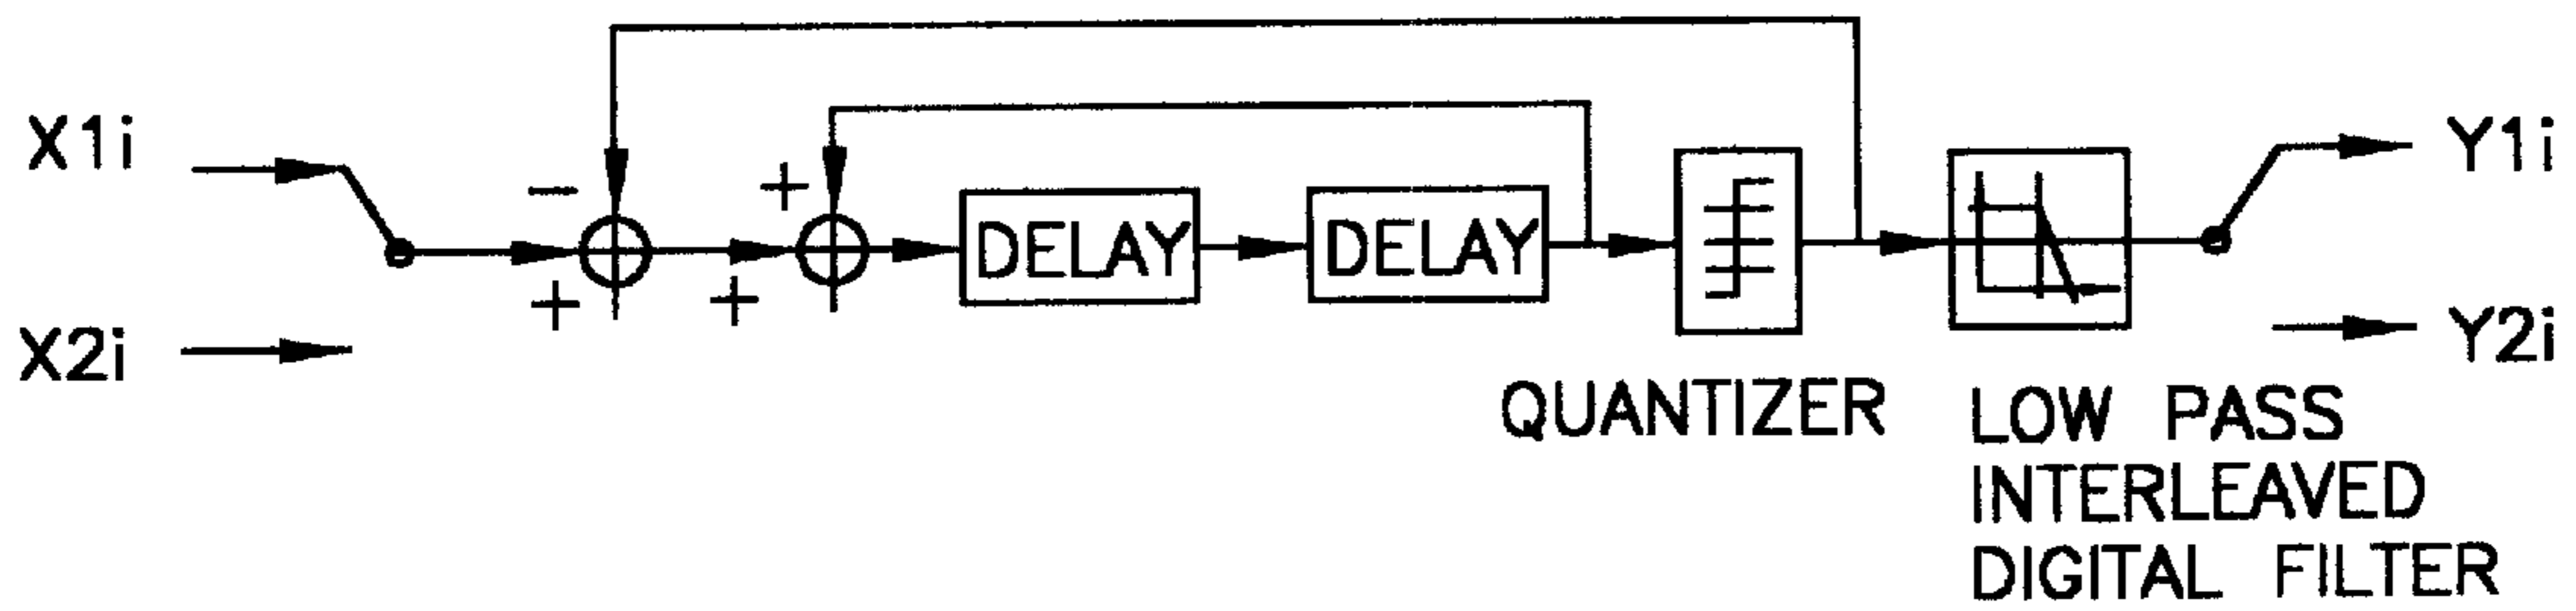 X1i
X2i
−
+
+
+
DELAY
DELAY
QUANTIZER
LOW PASS
INTERLEAVED
DIGITAL FILTER
Y1i
Y2i